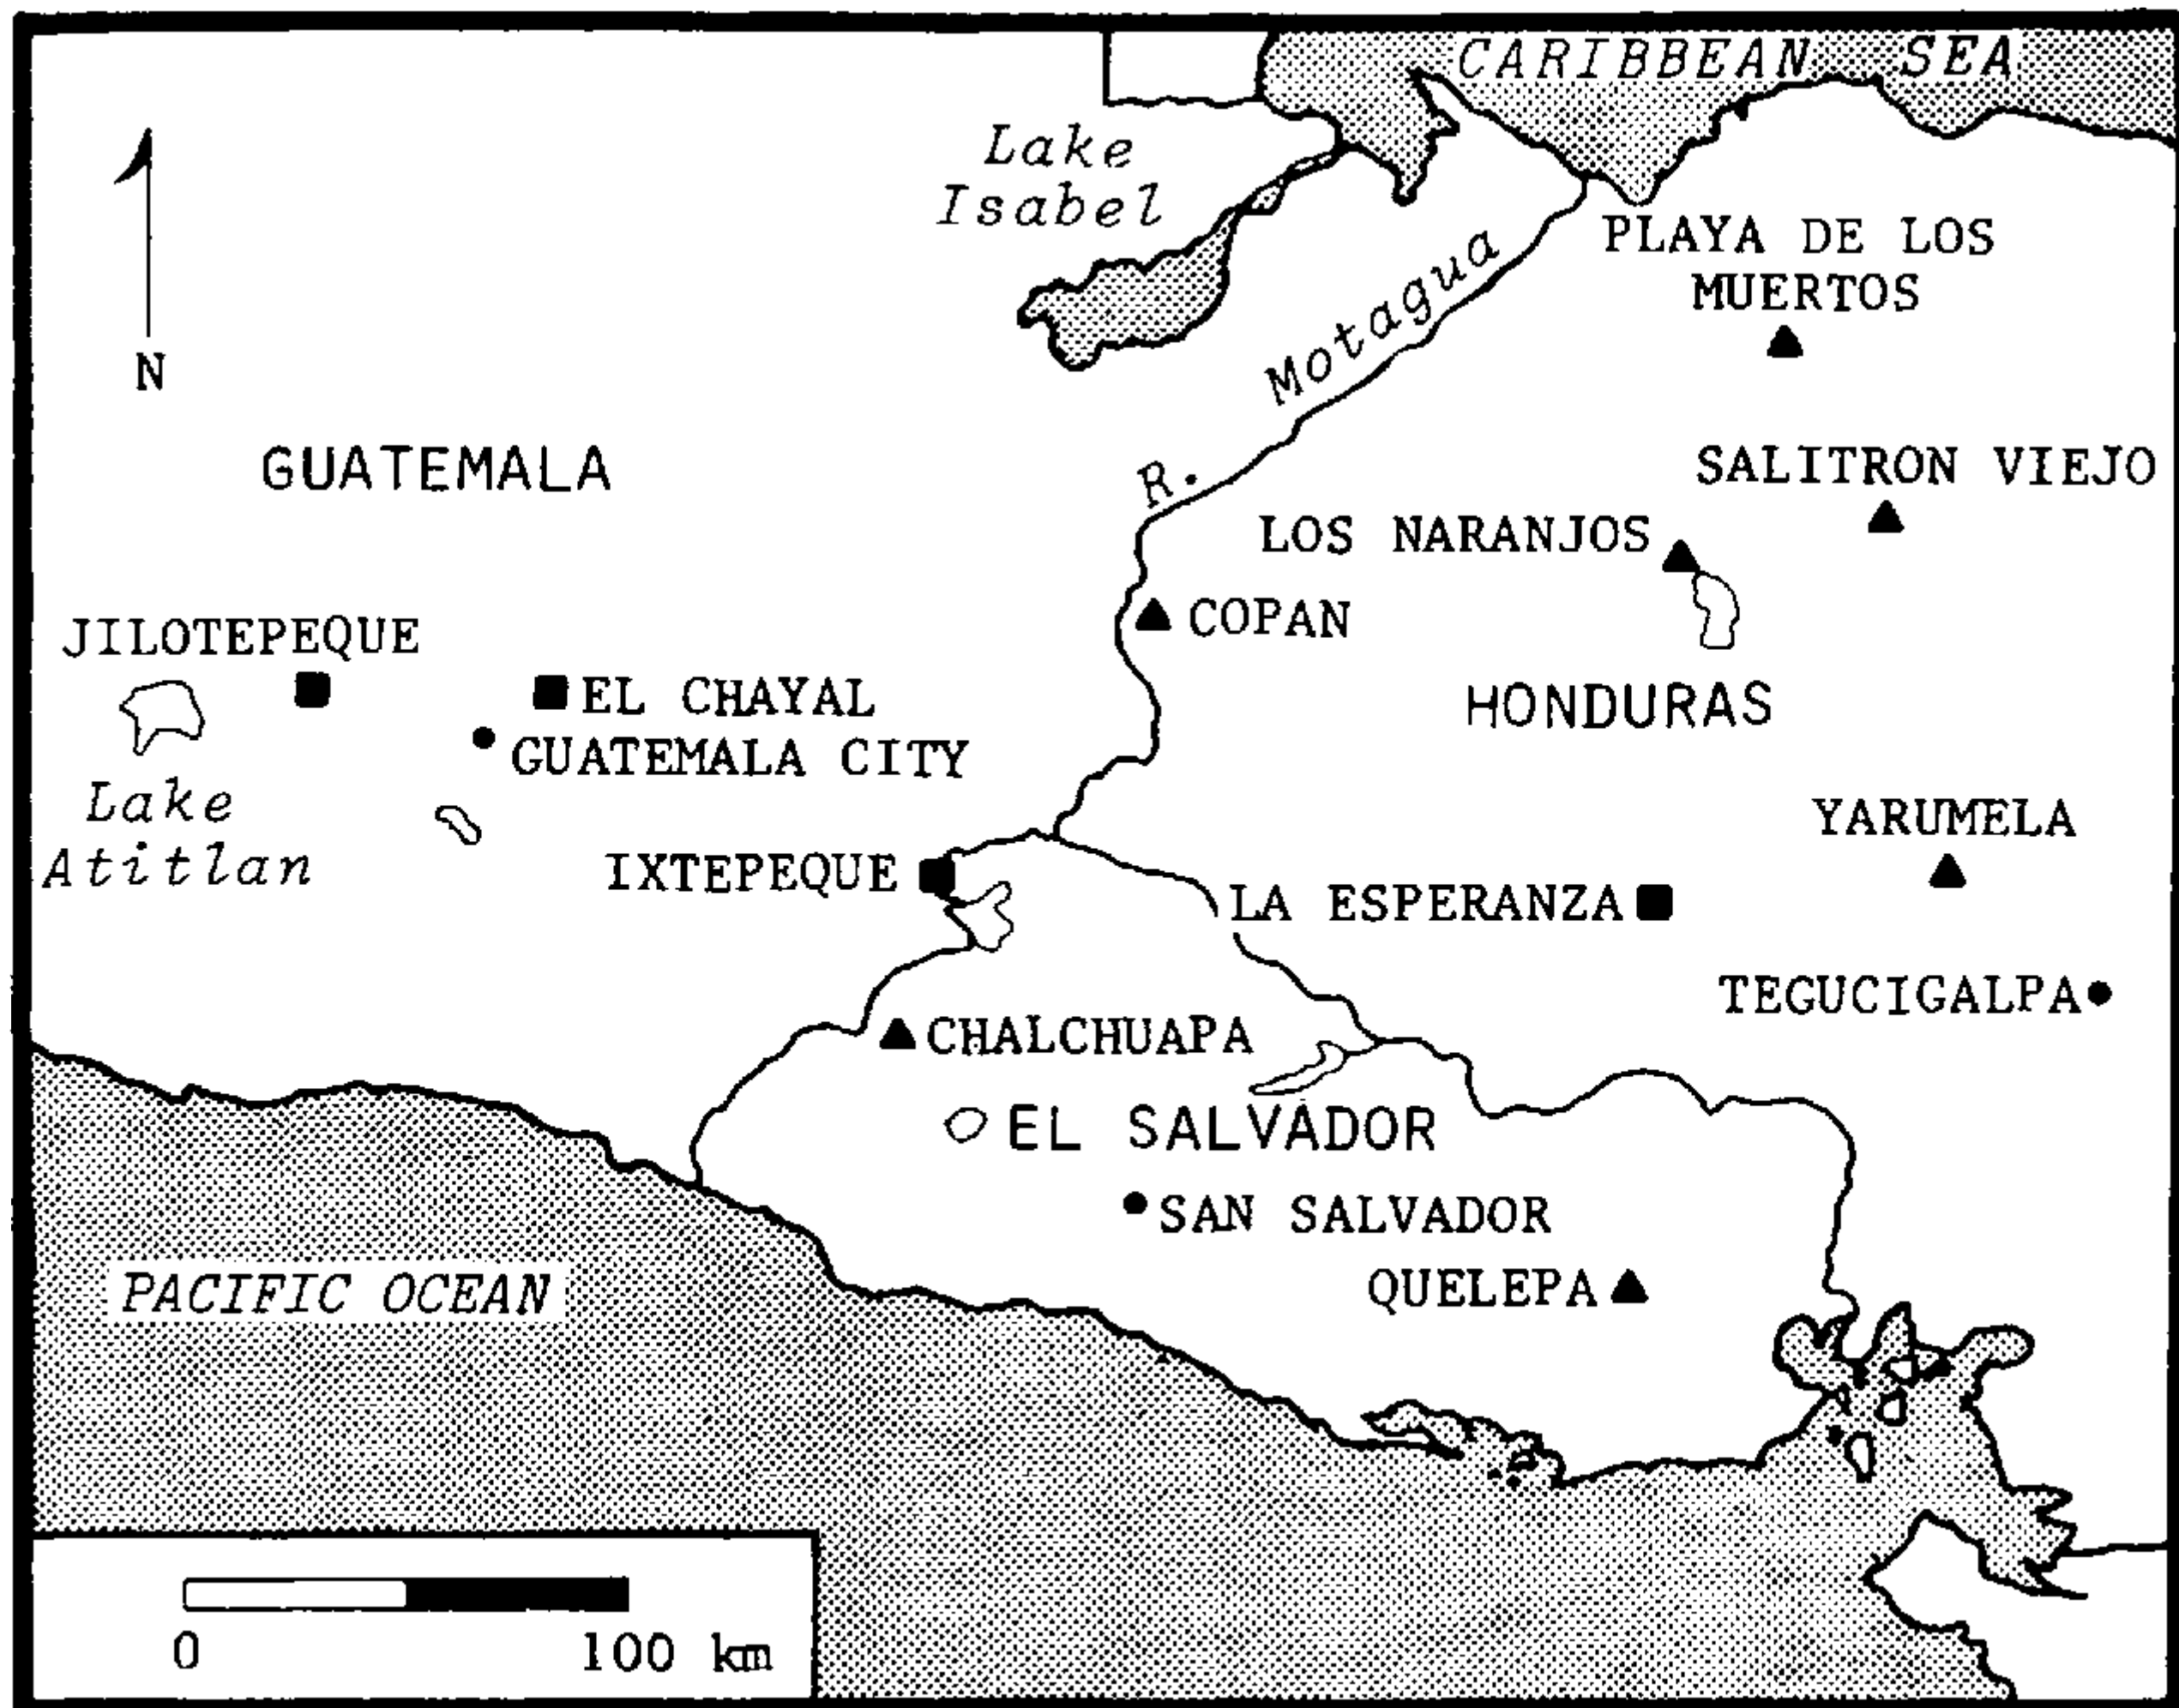 CARIBBEAN SEA
Lake
Isabel
PLAYA DE LOS
MUERTOS
R. Motagua
N
GUATEMALA
SALITRON VIEJO
LOS NARANJOS
COPAN
JILOTEPEQUE
EL CHAYAL
HONDURAS
GUATEMALA CITY
Lake
Atitlan
YARUMELA
IXTEPEQUE
LA ESPERANZA
TEGUCIGALPA
CHALCHUAPA
EL SALVADOR
SAN SALVADOR
QUELEPA
PACIFIC OCEAN
0 100 km